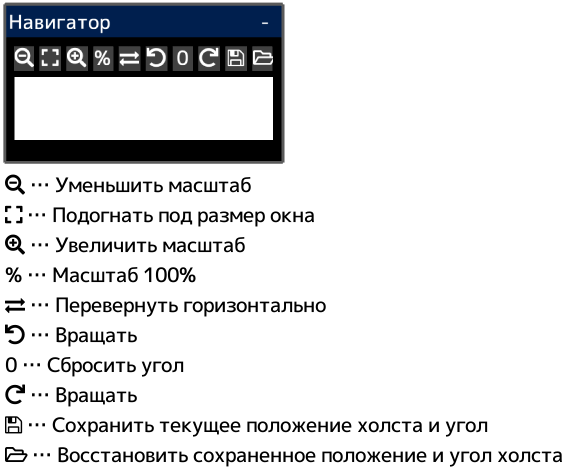 Навигатор -
% 0
… Уменьшить масштаб
… Подогнать под размер окна
… Увеличить масштаб
% … Масштаб 100%
… Перевернуть горизонтально
… Вращать
0 … Сбросить угол
… Вращать
… Сохранить текущее положение холста и угол
… Восстановить сохраненное положение и угол холста